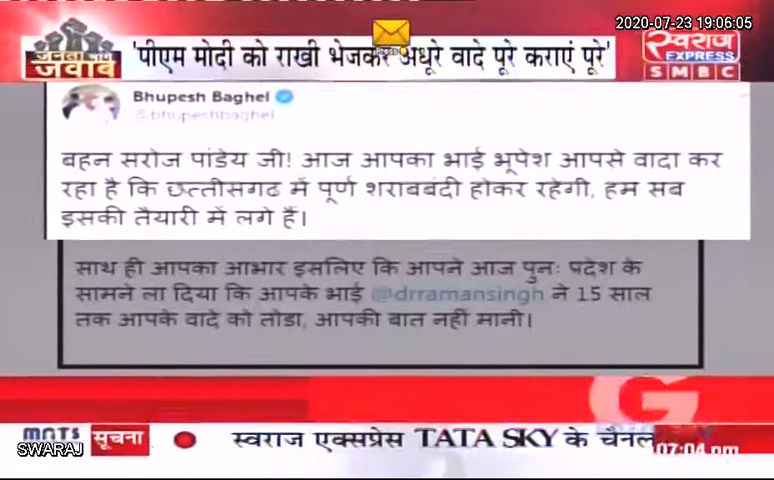 2020-07-23 19:06:05
जनता मांगे
जवाब
'पीएम मोदी को राखी भेजकर अधूरे वादे पूरे कराएं पूरे'
स्वराज
EXPRESS
SMBC
Bhupesh Baghel
@bhupeshbaghel
बहन सरोज पांडेय जी! आज आपका भाई भूपेश आपसे वादा कर
रहा है कि छत्तीसगढ में पूर्ण शराबबंदी होकर रहेगी, हम सब
इसकी तैयारी में लगे हैं।
साथ ही आपका आभार इसलिए कि आपने आज पुनः प्रदेश के
सामने ला दिया कि आपके भाई @drramansingh ने 15 साल
तक आपके वादे को तोडा, आपकी बात नहीं मानी।
G
सूचना
स्वराज एक्सप्रेस TATA SKY के चैनल
07:04 pm
SWARAJ